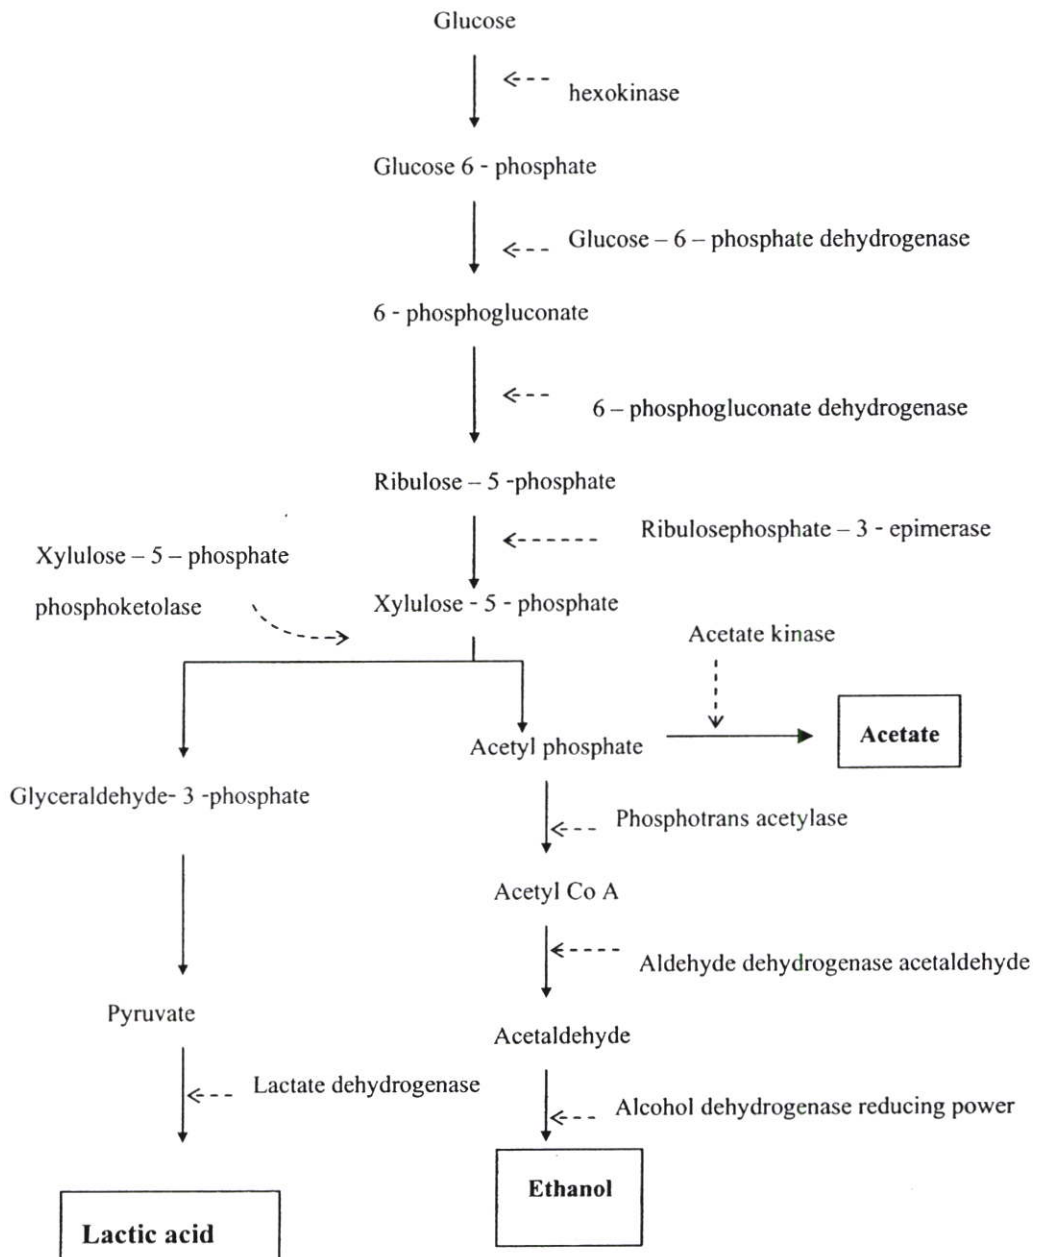 Glucose
hexokinase
Glucose 6 - phosphate
Glucose – 6 – phosphate dehydrogenase
6 - phosphogluconate
6 – phosphogluconate dehydrogenase
Ribulose – 5 -phosphate
Ribulosephosphate – 3 - epimerase
Xylulose – 5 – phosphate
phosphoketolase
Xylulose - 5 - phosphate
Acetate kinase
Acetate
Acetyl phosphate
Glyceraldehyde- 3 -phosphate
Phosphotrans acetylase
Acetyl Co A
Aldehyde dehydrogenase acetaldehyde
Pyruvate
Acetaldehyde
Lactate dehydrogenase
Alcohol dehydrogenase reducing power
Ethanol
Lactic acid